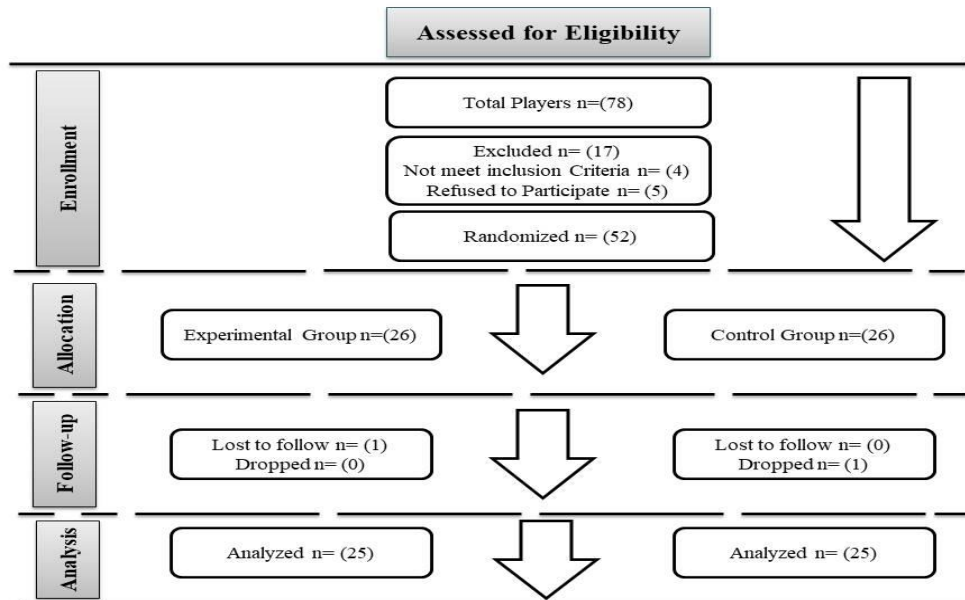 Assessed for Eligibility
Enrollment
Total Players n=(78)
Excluded n= (17)
Not meet inclusion Criteria n= (4)
Refused to Participate n= (5)
Randomized n= (52)
Allocation
Experimental Group n=(26)
Control Group n=(26)
Follow-up
Lost to follow n= (1)
Dropped n= (0)
Lost to follow n= (0)
Dropped n= (1)
Analysis
Analyzed n= (25)
Analyzed n= (25)